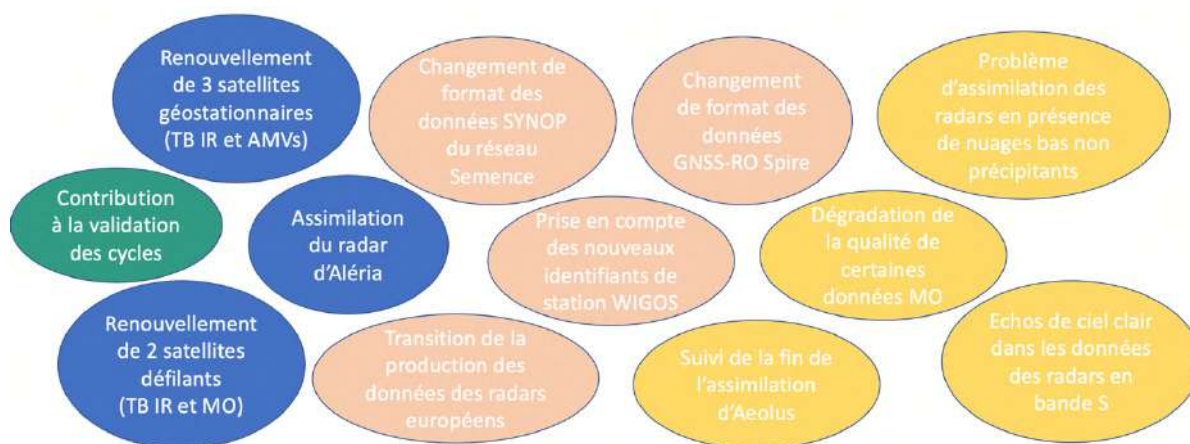 Renouvellement
de 3 satellites
géostationnaires
(TB IR et AMVs)
Changement de
format des
données SYNOP
du réseau
Semence
Changement
de format des
données
GNSS-RO Spire
Problème
d'assimilation des
radars en présence
de nuages bas non
précipitants
Contribution
à la validation
des cycles
Assimilation
du radar
d'Aléria
Prise en compte
des nouveaux
identifiants de
station WIGOS
Dégradation de
la qualité de
certaines
données MO
Renouvellement
de 2 satellites
défilants
(TB IR et MO)
Transition de la
production des
données des radars
européens
Suivi de la fin de
l'assimilation
d'Aeolus
Echos de ciel clair
dans les données
des radars en
bande S